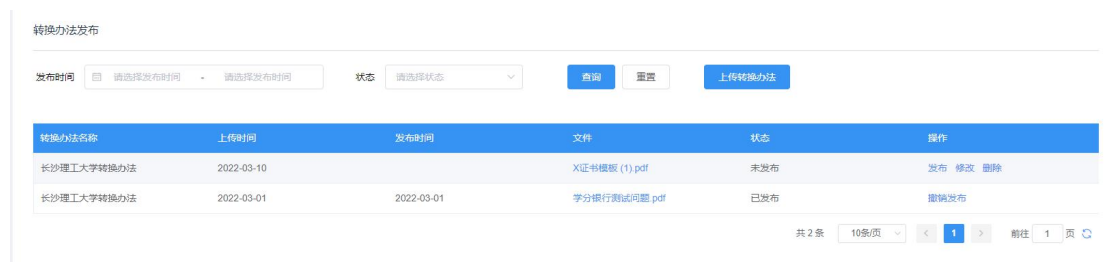 转换办法发布
发布时间 请选择发布时间 - 请选择发布时间 状态 请选择状态 查询 重置 上传转换办法
转换办法名称 上传时间 发布时间 文件 状态 操作
长沙理工大学转换办法 2022-03-10 X证书模板 (1).pdf 未发布 发布 修改 删除
长沙理工大学转换办法 2022-03-01 2022-03-01 学分银行测试问题.pdf 已发布 撤销发布
共 2 条 10条/页 < 1 > 前往 1 页